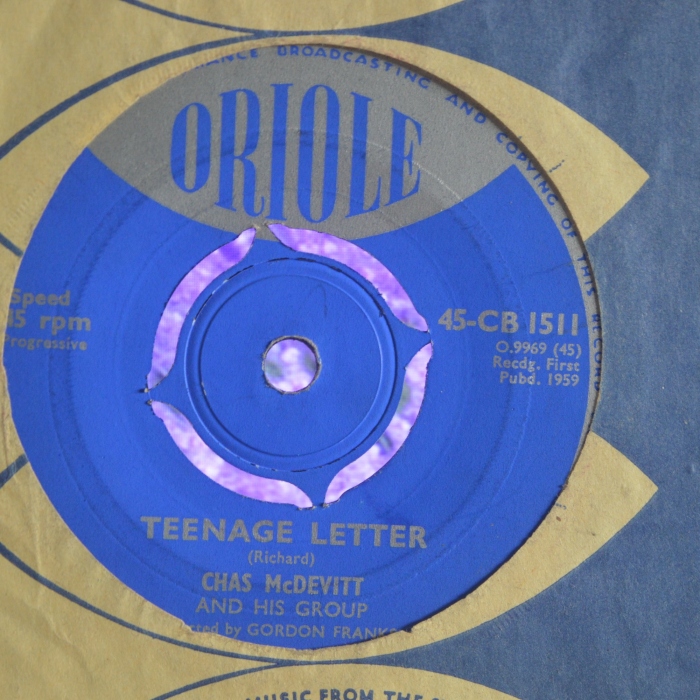 BROADCASTING AND COPYING OF THIS RECORD
ORIOLE
Speed
45 rpm
Progressive
45-CB 1511
O.9969 (45)
Recdg. First
Pubd. 1959
TEENAGE LETTER
(Richard)
CHAS McDEVITT
AND HIS GROUP
by GORDON FRANKS
MUSIC FROM THE